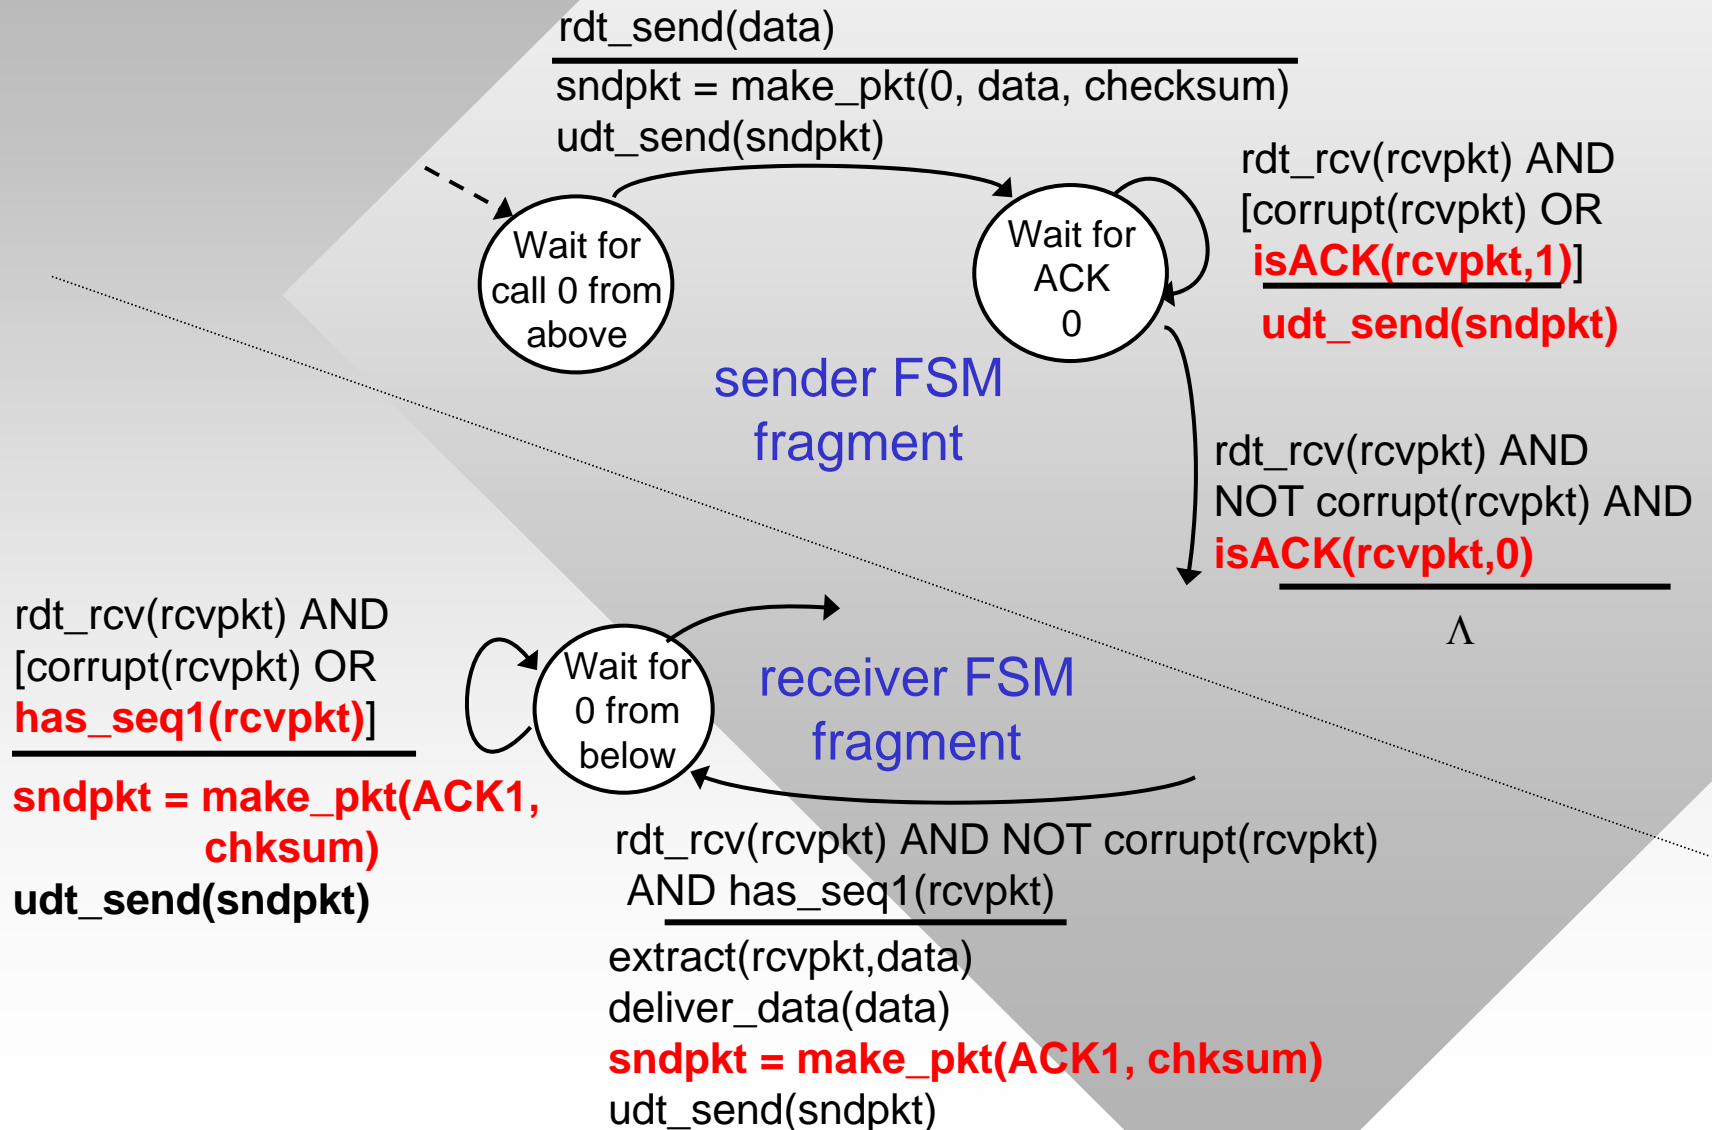 rdt_send(data)
sndpkt = make_pkt(0, data, checksum)
udt_send(sndpkt)
Wait for
call 0 from
above
Wait for
ACK
0
rdt_rcv(rcvpkt) AND
[corrupt(rcvpkt) OR
isACK(rcvpkt,1)]
udt_send(sndpkt)
sender FSM
fragment
rdt_rcv(rcvpkt) AND
NOT corrupt(rcvpkt) AND
isACK(rcvpkt,0)
Λ
rdt_rcv(rcvpkt) AND
[corrupt(rcvpkt) OR
has_seq1(rcvpkt)]
sndpkt = make_pkt(ACK1,
chksum)
udt_send(sndpkt)
Wait for
0 from
below
receiver FSM
fragment
rdt_rcv(rcvpkt) AND NOT corrupt(rcvpkt)
AND has_seq1(rcvpkt)
extract(rcvpkt,data)
deliver_data(data)
sndpkt = make_pkt(ACK1, chksum)
udt_send(sndpkt)